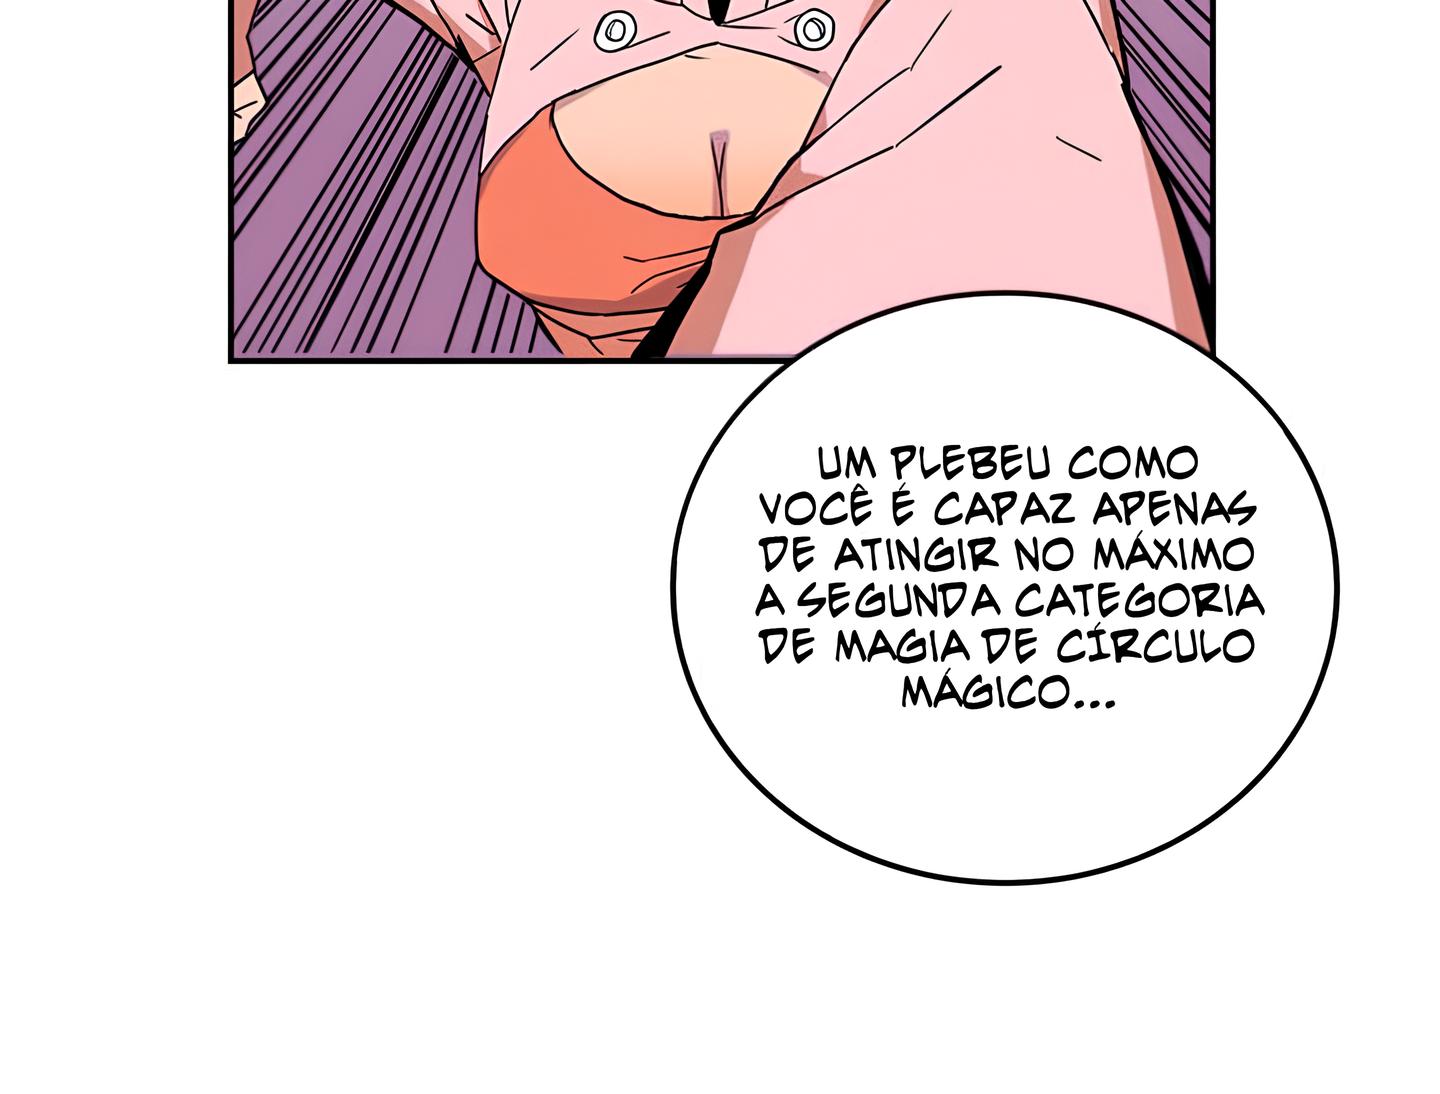 UM PLEBEU COMO
VOCÊ É CAPAZ APENAS
DE ATINGIR NO MÁXIMO
A SEGUNDA CATEGORIA
DE MAGIA DE CÍRCULO
MÁGICO...